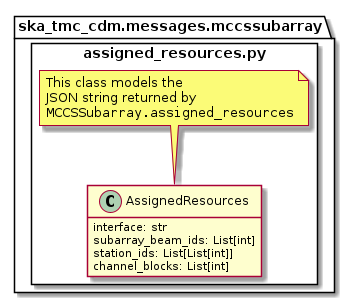 ska_tmc_cdm.messages.mccssubarray
assigned_resources.py
This class models the
JSON string returned by
MCCSSubarray.assigned_resources
C AssignedResources
interface: str
subarray_beam_ids: List[int]
station_ids: List[List[int]]
channel_blocks: List[int]